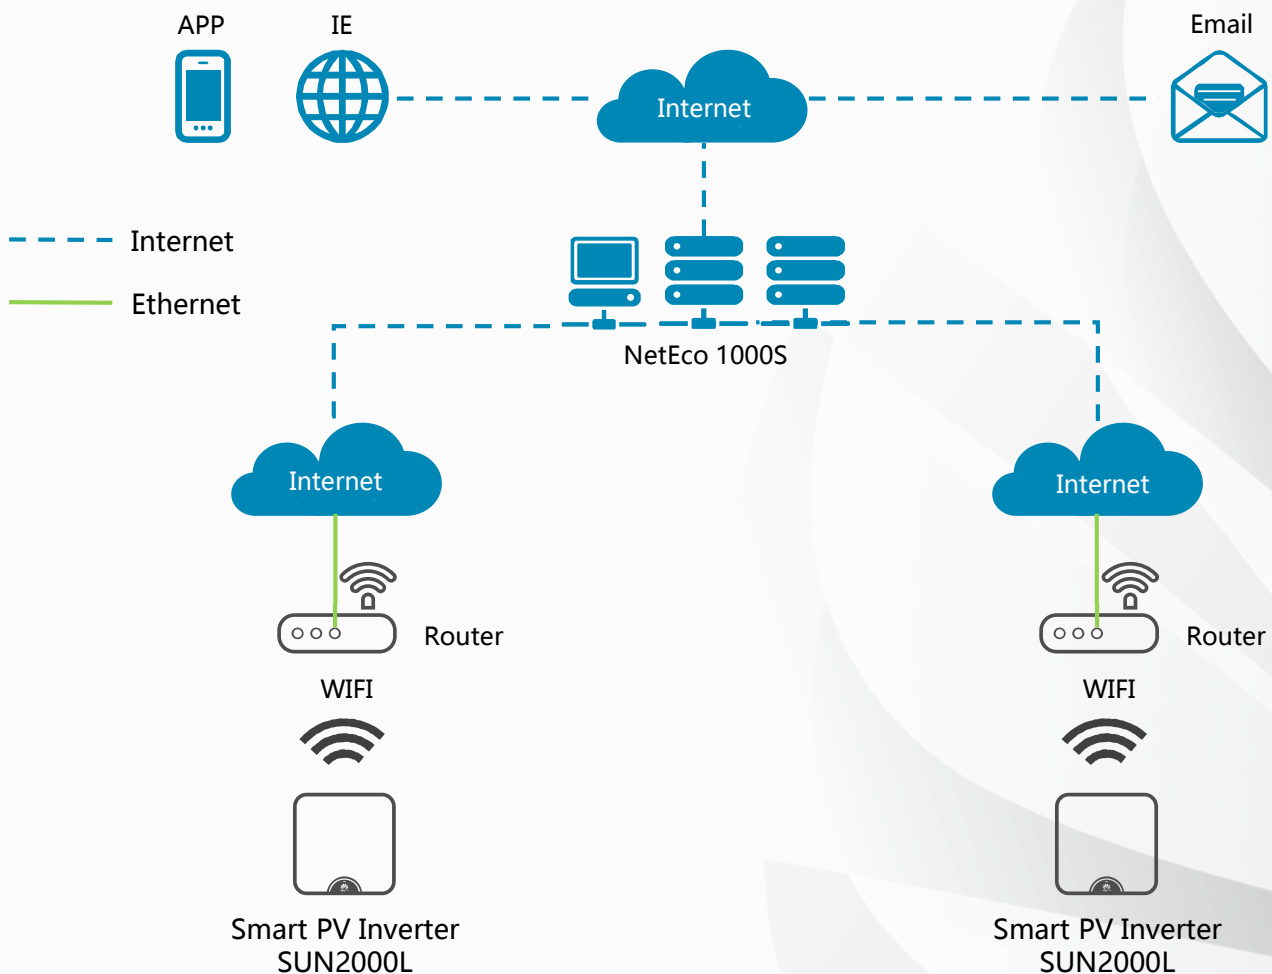 APP
IE
Email
Internet
Internet
Ethernet
NetEco 1000S
Internet
Internet
Router
Router
WIFI
WIFI
Smart PV Inverter
SUN2000L
Smart PV Inverter
SUN2000L